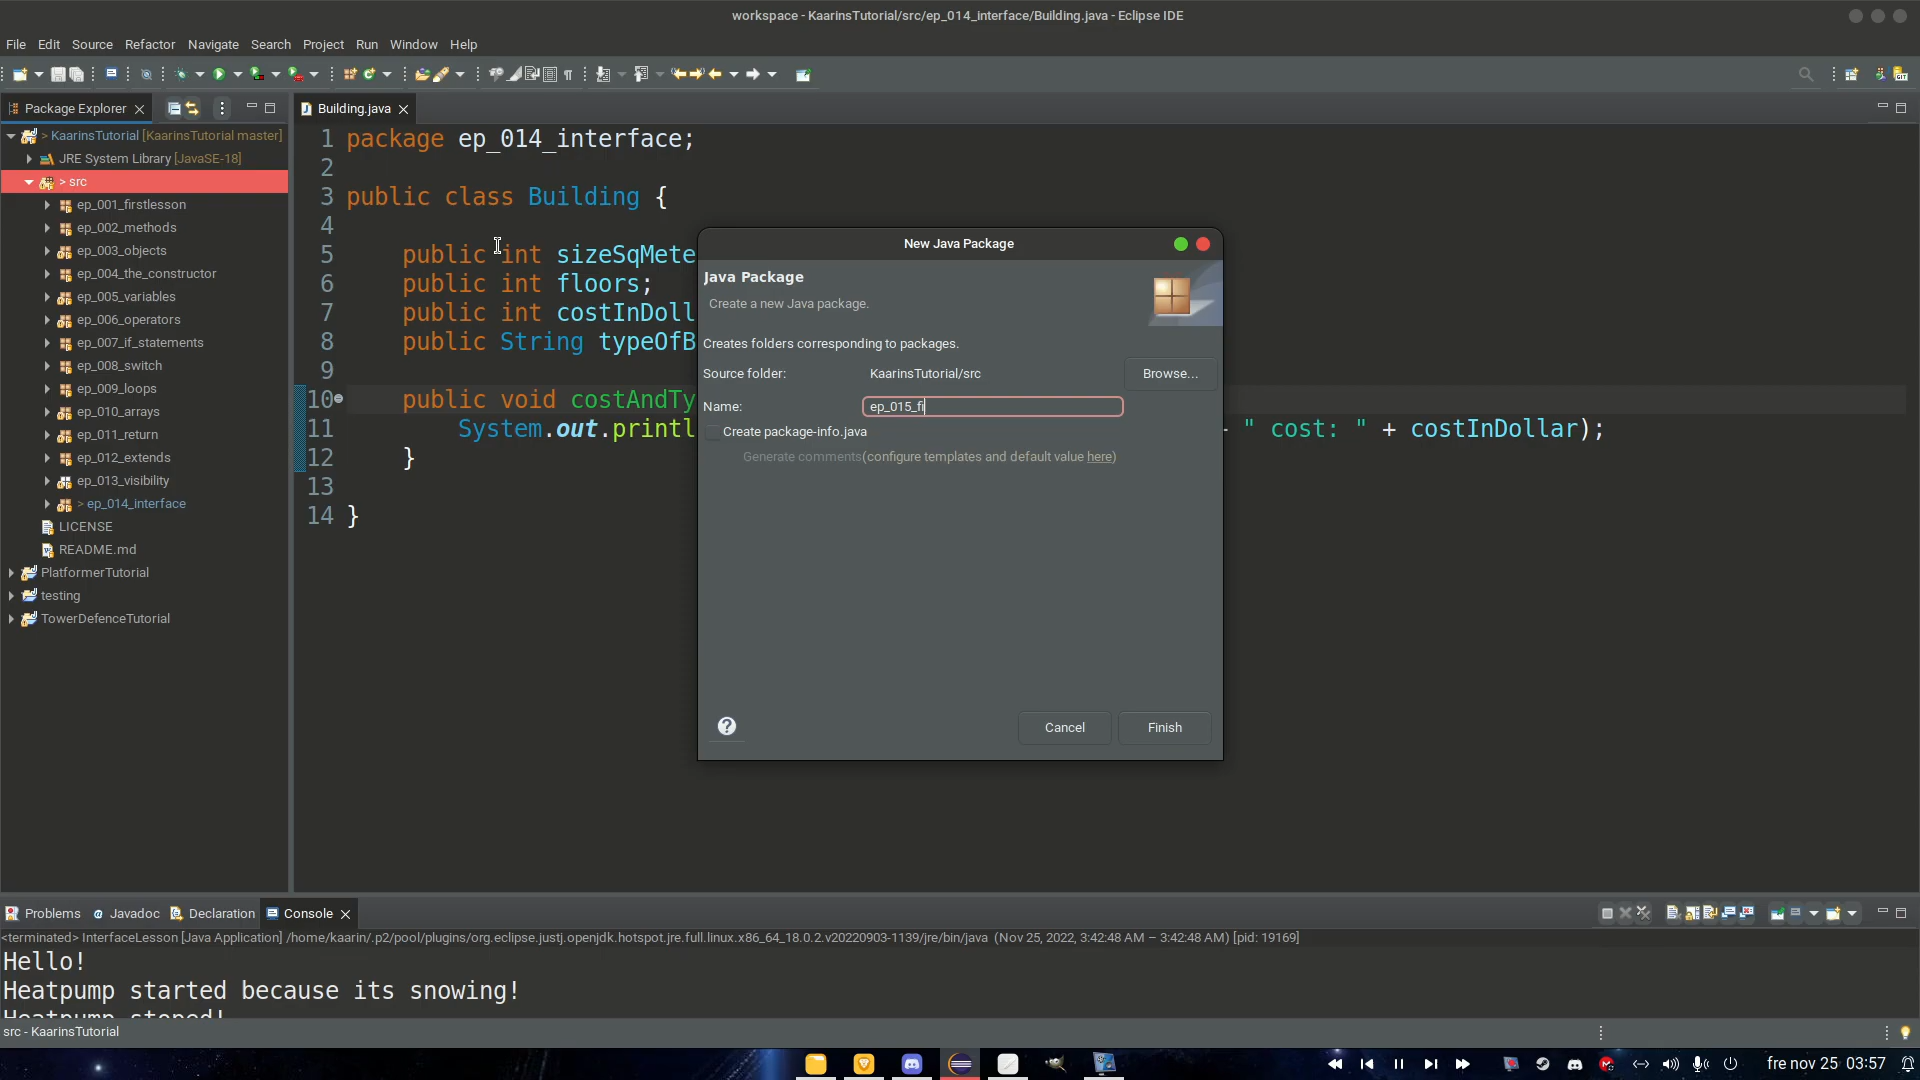 workspace - KaarinsTutorial/src/ep_014_interface/Building.java - Eclipse IDE
File Edit Source Refactor Navigate Search Project Run Window Help
Package Explorer
> KaarinsTutorial [KaarinsTutorial master]
JRE System Library [JavaSE-18]
> src
ep_001_firstlesson
ep_002_methods
ep_003_objects
ep_004_the_constructor
ep_005_variables
ep_006_operators
ep_007_if_statements
ep_008_switch
ep_009_loops
ep_010_arrays
ep_011_return
ep_012_extends
ep_013_visibility
> ep_014_interface
LICENSE
README.md
PlatformerTutorial
testing
TowerDefenceTutorial
Building.java
1 package ep_014_interface;
2
3 public class Building {
4
5 public int sizeSqMete
6 public int floors;
7 public int costInDoll
8 public String typeOfB
9
10 public void costAndTy
11 System.out.printl - " cost: " + costInDollar);
12 }
13
14 }
New Java Package
Java Package
Create a new Java package.
Creates folders corresponding to packages.
Source folder: KaarinsTutorial/src Browse...
Name: ep_015_fi
Create package-info.java
Generate comments (configure templates and default value here)
? Cancel Finish
Problems Javadoc Declaration Console
<terminated> InterfaceLesson [Java Application] /home/kaarin/.p2/pool/plugins/org.eclipse.justj.openjdk.hotspot.jre.full.linux.x86_64_18.0.2.v20220903-1139/jre/bin/java (Nov 25, 2022, 3:42:48 AM – 3:42:48 AM) [pid: 19169]
Hello!
Heatpump started because its snowing!
Heatpump stoped!
src - KaarinsTutorial
fre nov 25 03:57